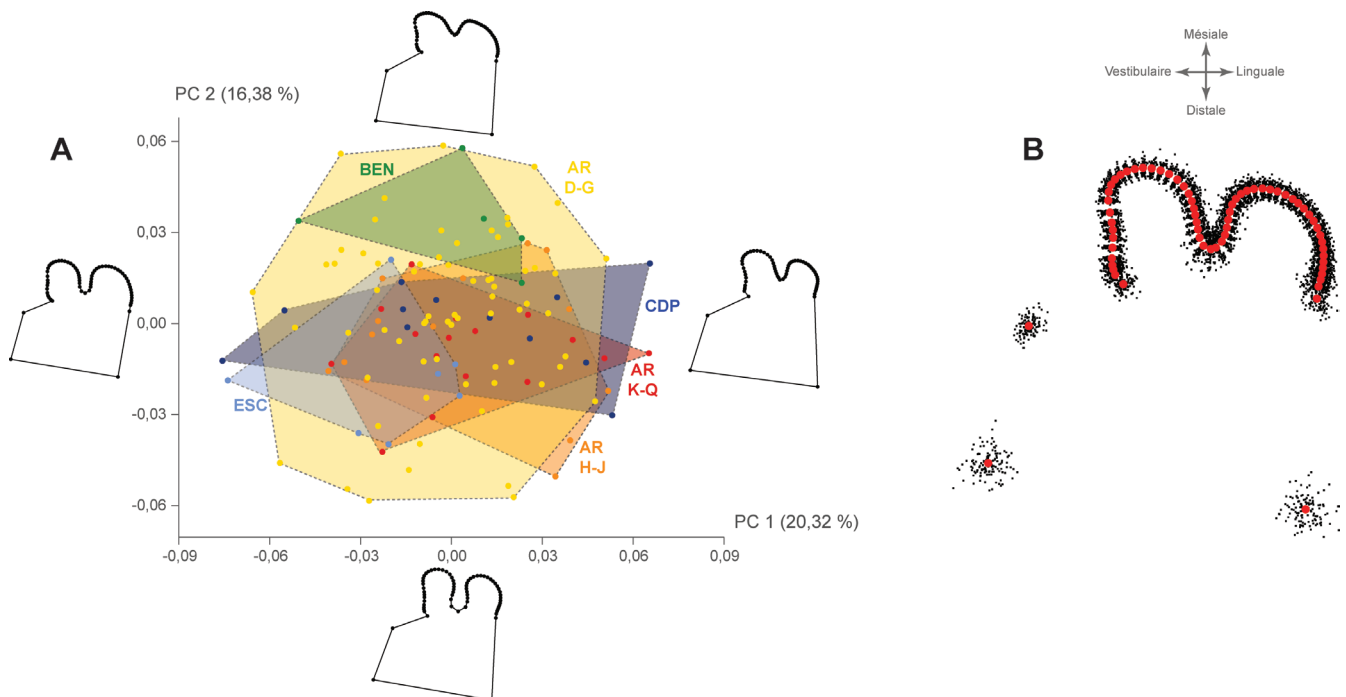 PC 2 (16,38 %)
A
0,06
0,03
0,00
-0,03
-0,06
BEN
AR
D-G
CDP
AR
K-Q
ESC
AR
H-J
PC 1 (20,32 %)
-0,09
-0,06
-0,03
0,00
0,03
0,06
0,09
Mésiale
Vestibulaire
Linguale
Distale
B